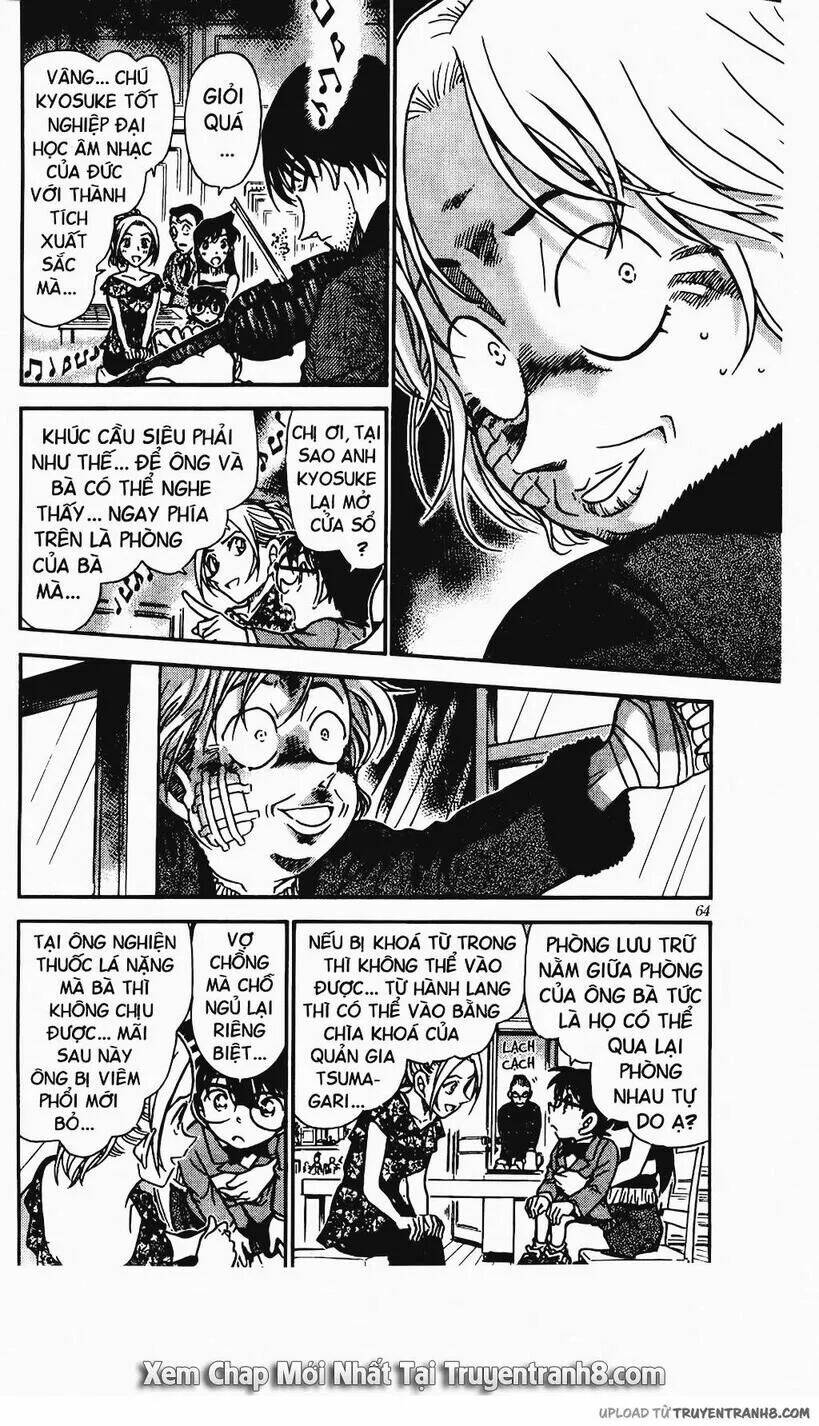 VÂNG... CHÚ
KYOSUKE TỐT
NGHIỆP ĐẠI
HỌC ÂM NHẠC
CỦA ĐỨC
VỚI THÀNH
TÍCH
XUẤT
SẮC
MÀ...
GIỎI
QUÁ
...
KHÚC CẦU SIÊU PHẢI
NHƯ THẾ... ĐỂ ÔNG VÀ
BÀ CÓ THỂ NGHE
THẤY... NGAY PHÍA
TRÊN LÀ PHÒNG
CỦA BÀ
MÀ...
CHỊ ƠI, TẠI
SAO ANH
KYOSUKE
LẠI MỞ
CỬA SỔ
?
64
TẠI ÔNG NGHIỆN
THUỐC LÁ NẶNG
MÀ BÀ THÌ
KHÔNG CHỊU
ĐƯỢC... MÃI
SAU NÀY
ÔNG BỊ VIÊM
PHỔI MỚI
BỎ...
VỢ
CHỒNG
MÀ CHỖ
NGỦ LẠI
RIÊNG
BIỆT...
NẾU BỊ KHOÁ TỪ TRONG
THÌ KHÔNG THỂ VÀO
ĐƯỢC... TỪ HÀNH LANG
THÌ CÓ THỂ VÀO BẰNG
CHÌA KHOÁ CỦA
QUẢN GIA
TSUMA-
GARI...
LẠCH
CẠCH
PHÒNG LƯU TRỮ
NẰM GIỮA PHÒNG
CỦA ÔNG BÀ TỨC
LÀ HỌ CÓ THỂ
QUA LẠI
PHÒNG
NHAU TỰ
DO Ạ?
Xem Chap Mới Nhất Tại Truyentranh8.com
UPLOAD TỪ TRUYENTRANH8.COM